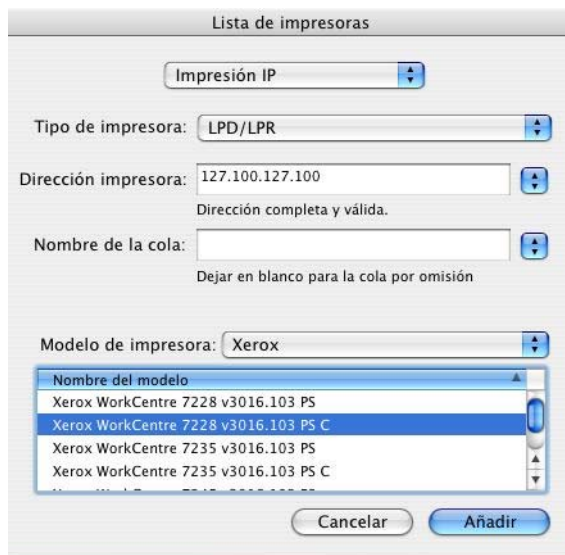 Lista de impresoras
Impresión IP
Tipo de impresora: LPD/LPR
Dirección impresora: 127.100.127.100
Dirección completa y válida.
Nombre de la cola:
Dejar en blanco para la cola por omisión
Modelo de impresora: Xerox
Nombre del modelo
Xerox WorkCentre 7228 v3016.103 PS
Xerox WorkCentre 7228 v3016.103 PS C
Xerox WorkCentre 7235 v3016.103 PS
Xerox WorkCentre 7235 v3016.103 PS C
Cancelar Añadir